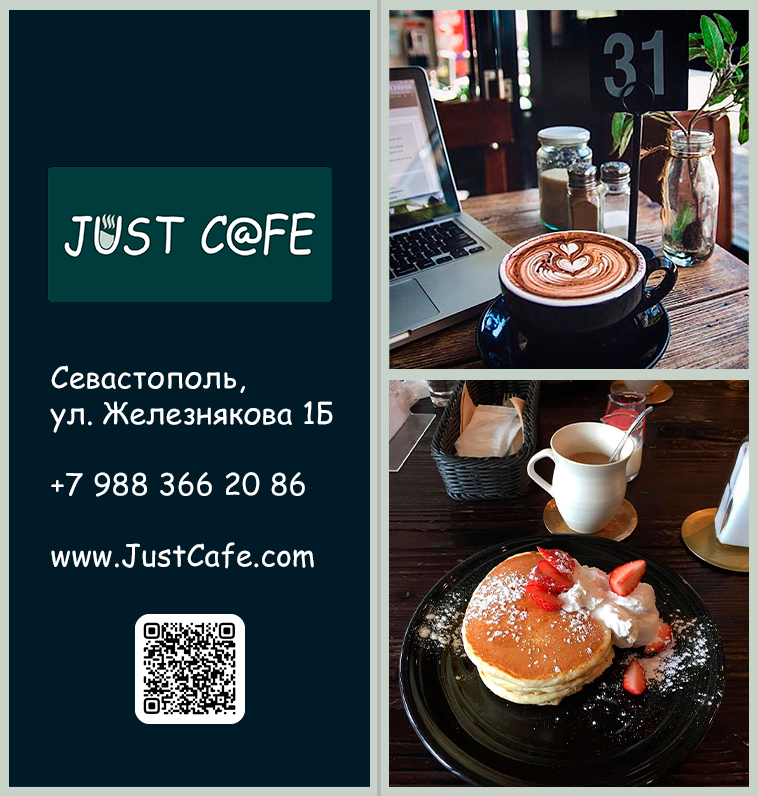 JUST C@FE
Севастополь,
ул. Железнякова 1Б
+7 988 366 20 86
www.JustCafe.com
31